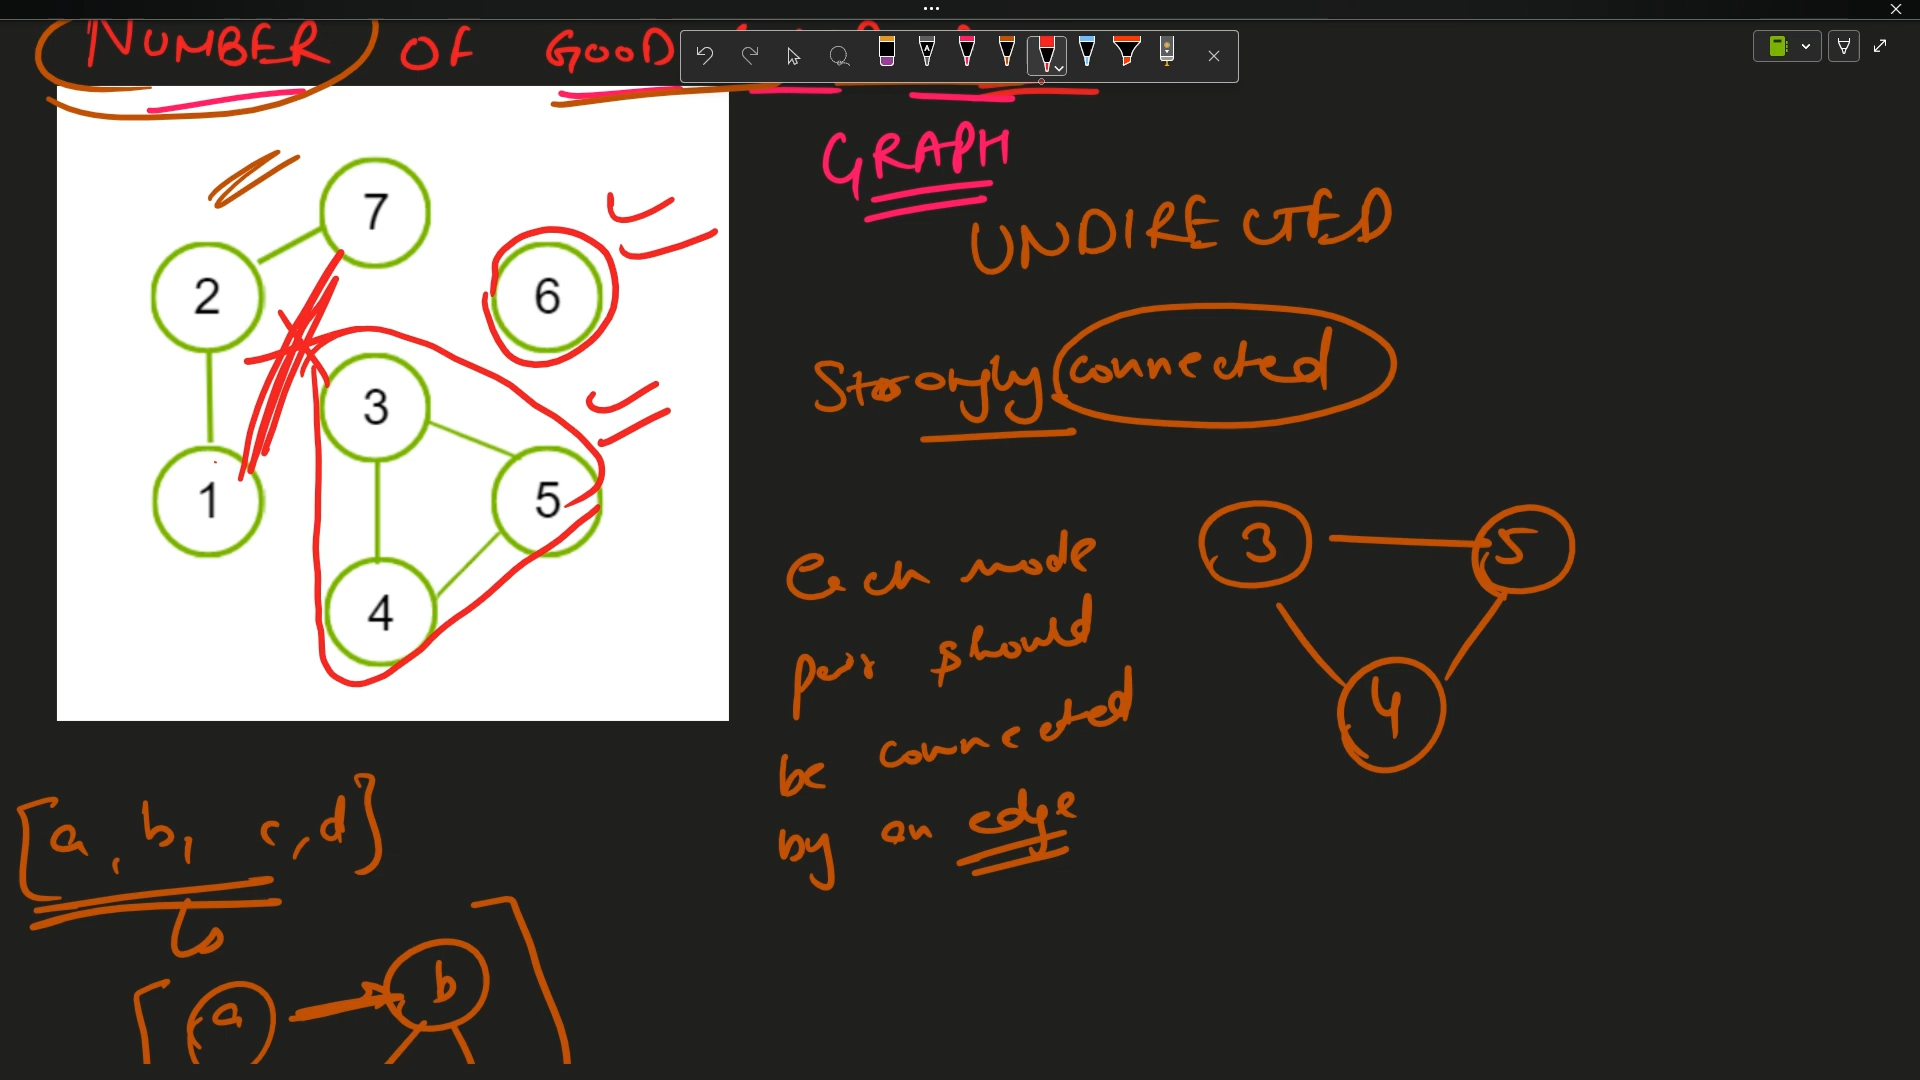 NUMBER OF GOOD
GRAPH
UNDIRECTED
Strongly connected
7
2
6
3
1
5
4
Each node
pair should
be connected
by an edge
3
5
4
[a, b, c, d]
a
b